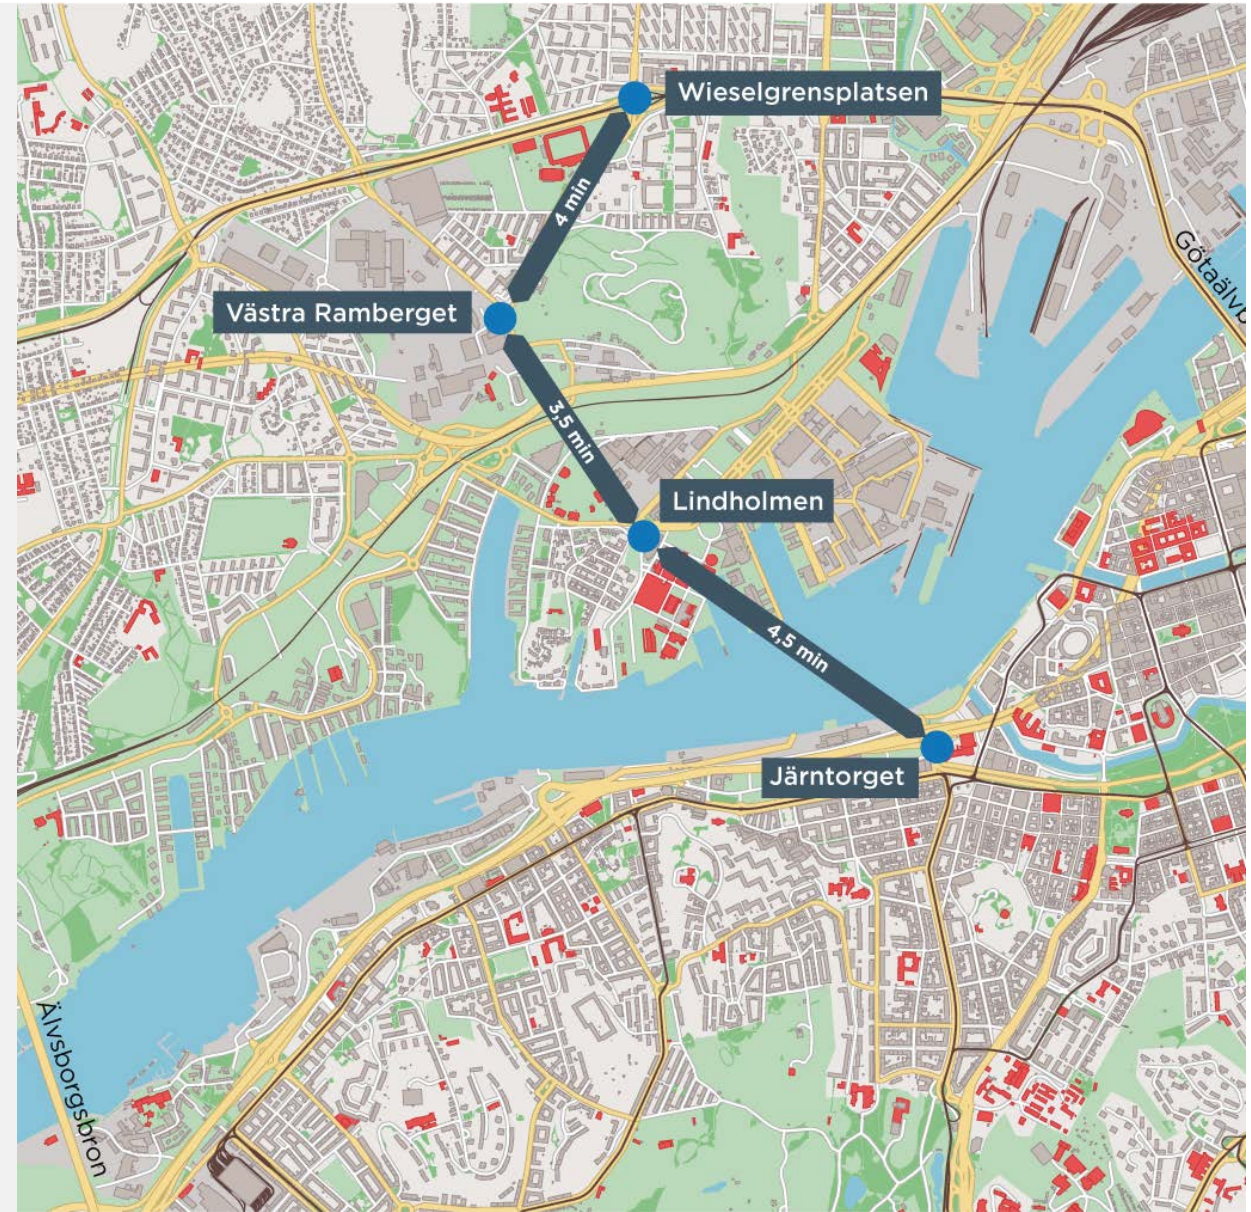 Wieselgrensplatsen
4 min
Götaälvb
Västra Ramberget
3,5 min
Lindholmen
4,5 min
Järntorget
Älvsborgsbron